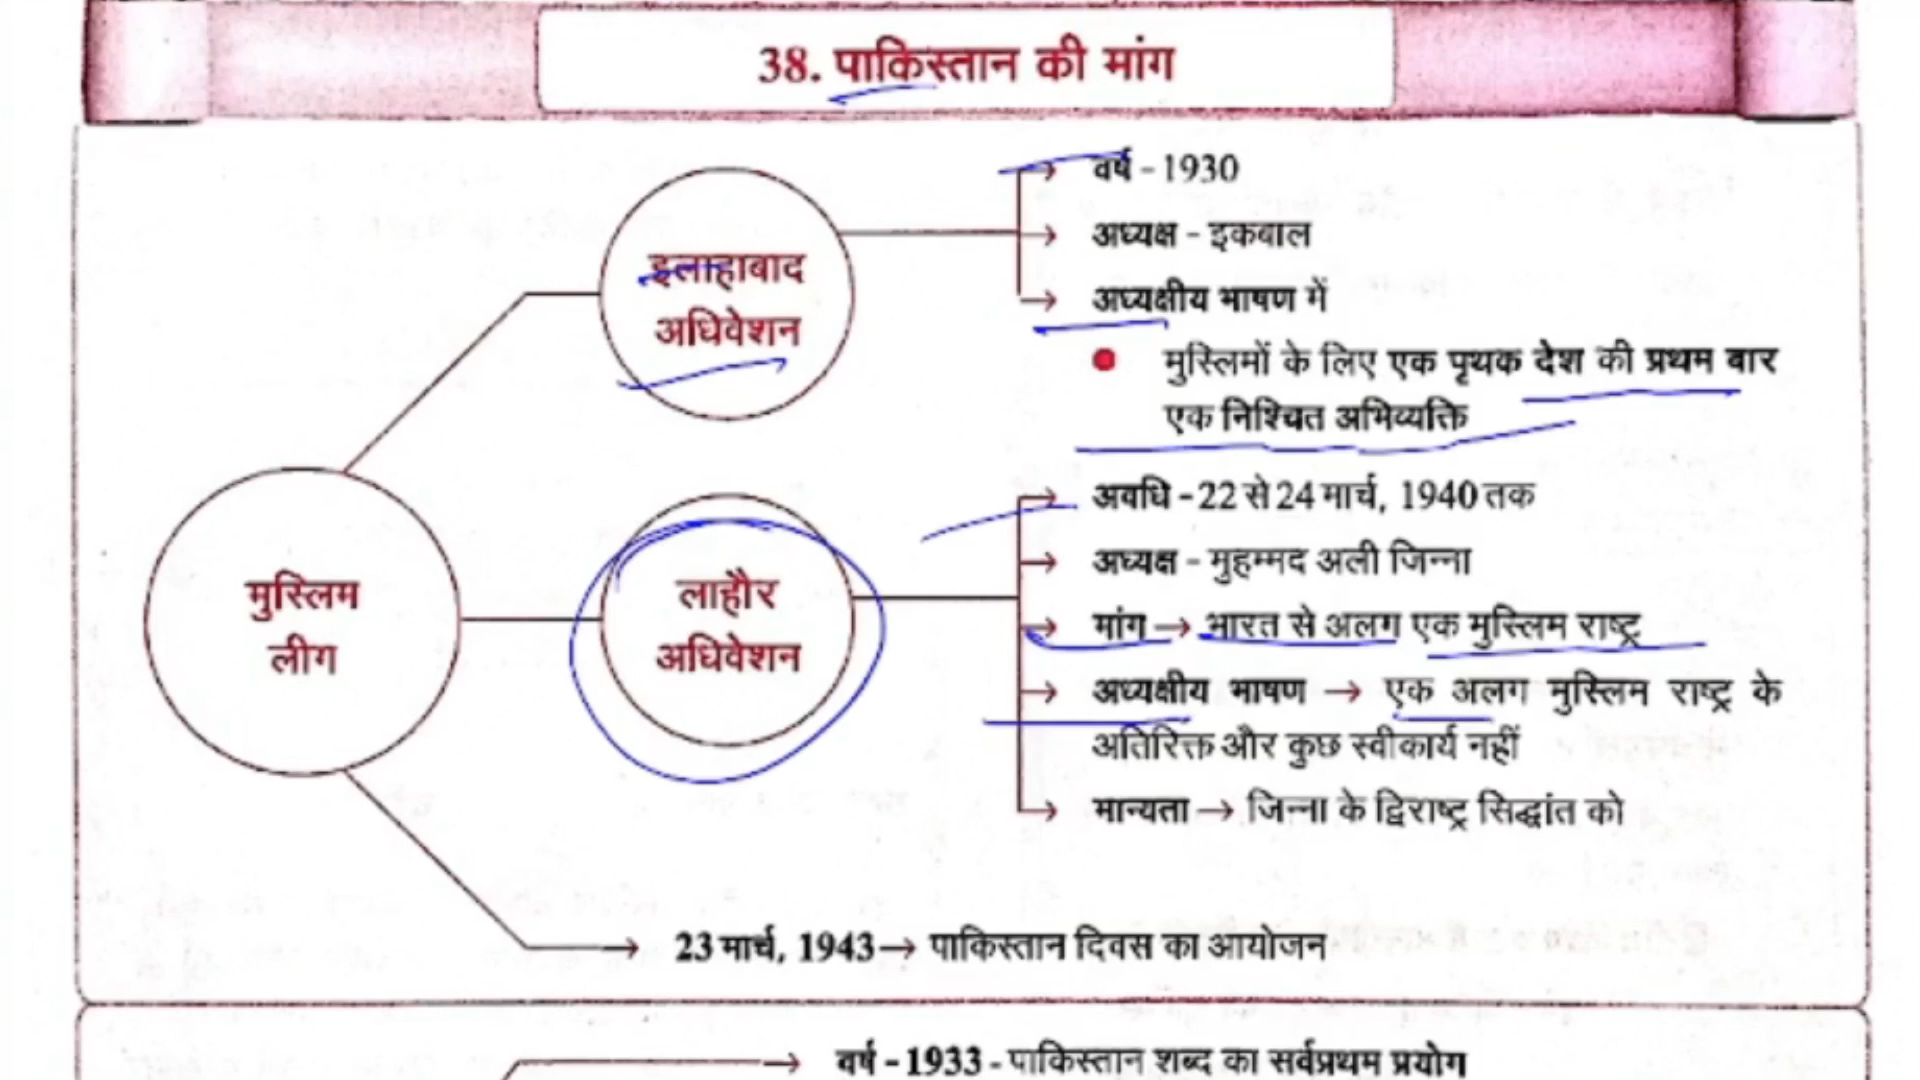 38. पाकिस्तान की मांग
वर्ष - 1930
अध्यक्ष - इकबाल
अध्यक्षीय भाषण में
मुस्लिमों के लिए एक पृथक देश की प्रथम बार
एक निश्चित अभिव्यक्ति
इलाहाबाद
अधिवेशन
अवधि - 22 से 24 मार्च, 1940 तक
अध्यक्ष - मुहम्मद अली जिन्ना
मांग → भारत से अलग एक मुस्लिम राष्ट्र
अध्यक्षीय भाषण → एक अलग मुस्लिम राष्ट्र के
अतिरिक्त और कुछ स्वीकार्य नहीं
मान्यता → जिन्ना के द्विराष्ट्र सिद्धांत को
लाहौर
अधिवेशन
मुस्लिम
लीग
23 मार्च, 1943 → पाकिस्तान दिवस का आयोजन
वर्ष - 1933 - पाकिस्तान शब्द का सर्वप्रथम प्रयोग